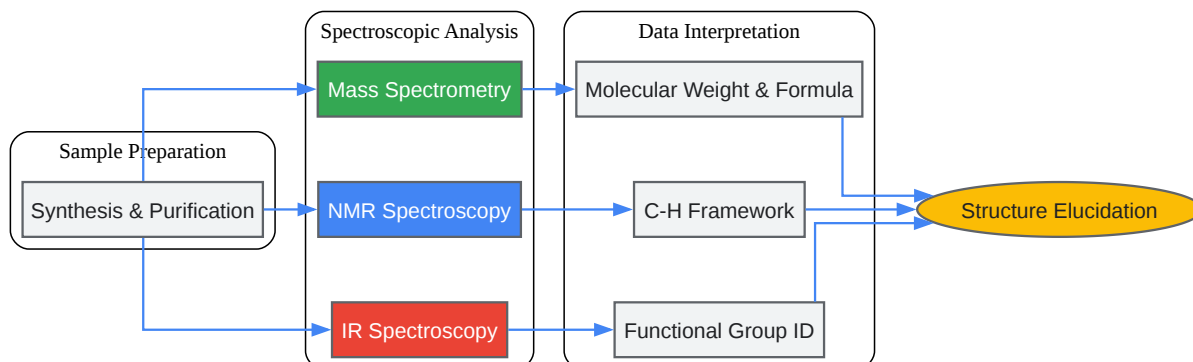 Spectroscopic Analysis
Data Interpretation
Mass Spectrometry
Molecular Weight & Formula
Sample Preparation
Synthesis & Purification
NMR Spectroscopy
C-H Framework
Structure Elucidation
IR Spectroscopy
Functional Group ID